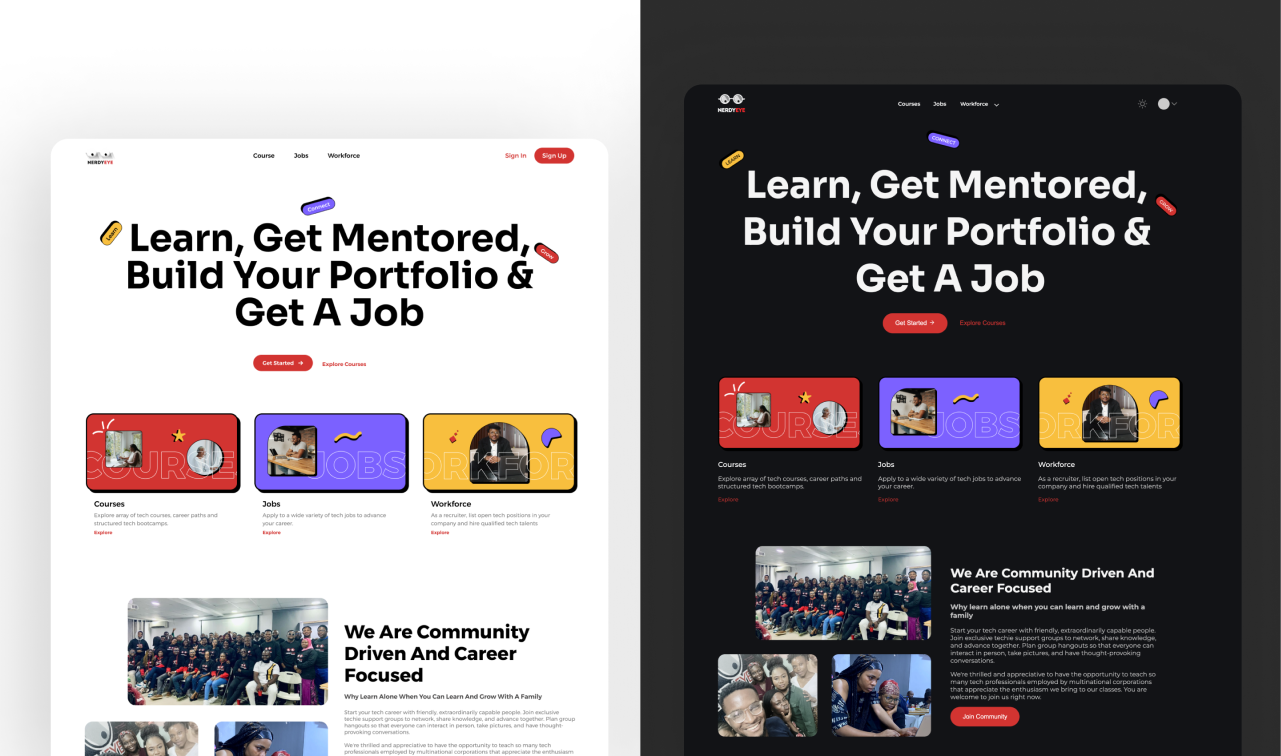 NERDYEYE
Course
Jobs
Workforce
Sign In
Sign Up
Connect
Learn
Grow
Learn, Get Mentored,
Build Your Portfolio &
Get A Job
Get Started →
Explore Courses
COURSE
JOBS
ORKFOR
Courses
Explore array of tech courses, career paths and
structured tech bootcamps.
Explore
Jobs
Apply to a wide variety of tech jobs to advance
your career.
Explore
Workforce
As a recruiter, list open tech positions in your
company and hire qualified tech talents
Explore
We Are Community
Driven And Career
Focused
Why Learn Alone When You Can Learn And Grow With A Family
Start your tech career with friendly, extraordinarily capable people. Join exclusive
techie support groups to network, share knowledge, and advance together. Plan group
hangouts so that everyone can interact in person, take pictures, and have thought-
provoking conversations.
We're thrilled and appreciative to have the opportunity to teach so many tech
professionals employed by multinational corporations that appreciate the enthusiasm
NERDYEYE
Courses
Jobs
Workforce
CONNECT
LEARN
GROW
Learn, Get Mentored,
Build Your Portfolio &
Get A Job
Get Started →
Explore Courses
COURSE
JOBS
ORKFOR
Courses
Explore array of tech courses, career paths and
structured tech bootcamps.
Explore
Jobs
Apply to a wide variety of tech jobs to advance
your career.
Explore
Workforce
As a recruiter, list open tech positions in your
company and hire qualified tech talents
Explore
We Are Community Driven And
Career Focused
Why learn alone when you can learn and grow with a
family
Start your tech career with friendly, extraordinarily capable people.
Join exclusive techie support groups to network, share knowledge,
and advance together. Plan group hangouts so that everyone can
interact in person, take pictures, and have thought-provoking
conversations.
We're thrilled and appreciative to have the opportunity to teach so
many tech professionals employed by multinational corporations
that appreciate the enthusiasm we bring to our classes. You are
welcome to join us right now.
Join Community